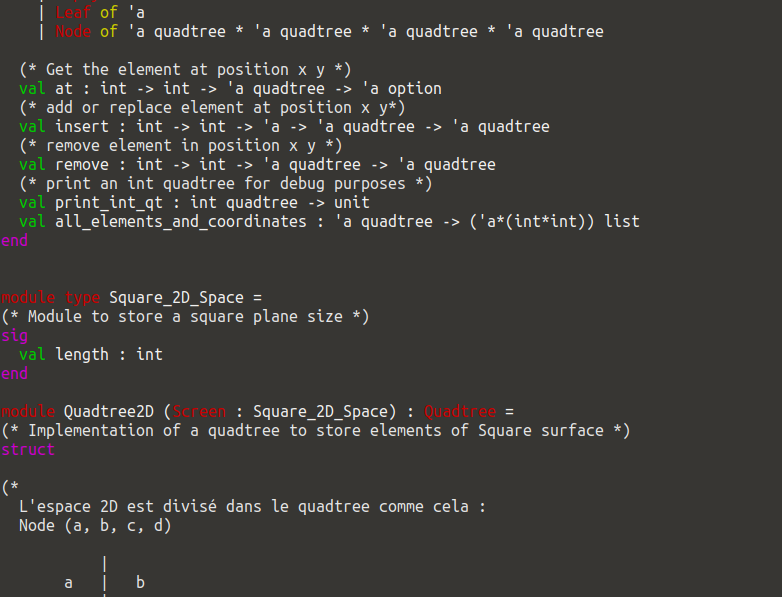 | Leaf of 'a
| Node of 'a quadtree * 'a quadtree * 'a quadtree * 'a quadtree
(* Get the element at position x y *)
val at : int -> int -> 'a quadtree -> 'a option
(* add or replace element at position x y*)
val insert : int -> int -> 'a -> 'a quadtree -> 'a quadtree
(* remove element in position x y *)
val remove : int -> int -> 'a quadtree -> 'a quadtree
(* print an int quadtree for debug purposes *)
val print_int_qt : int quadtree -> unit
val all_elements_and_coordinates : 'a quadtree -> ('a*(int*int)) list
end
module type Square_2D_Space =
(* Module to store a square plane size *)
sig
val length : int
end
module Quadtree2D (Screen : Square_2D_Space) : Quadtree =
(* Implementation of a quadtree to store elements of Square surface *)
struct
(*
L'espace 2D est divisé dans le quadtree comme cela :
Node (a, b, c, d)
|
a | b